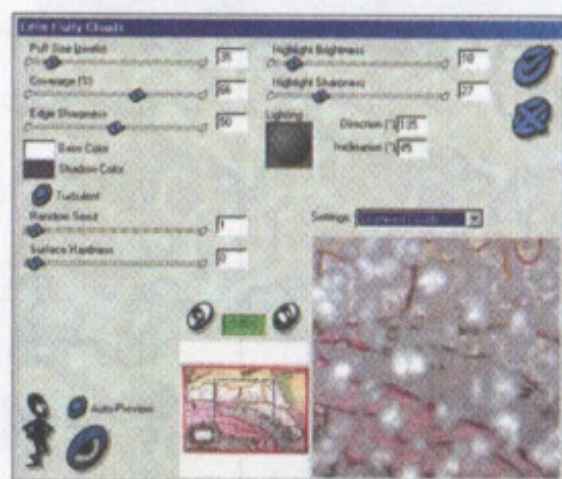 Little Fluffy Clouds
Puff Size (pixels)
35
Coverage (%)
66
Edge Sharpness
50
Base Color
Shadow Color
Turbulent
Random Seed
1
Surface Hardness
0
Highlight Brightness
10
Highlight Sharpness
27
Lighting
Direction (°)
135
Inclination (°)
45
Settings:
Auto-Preview